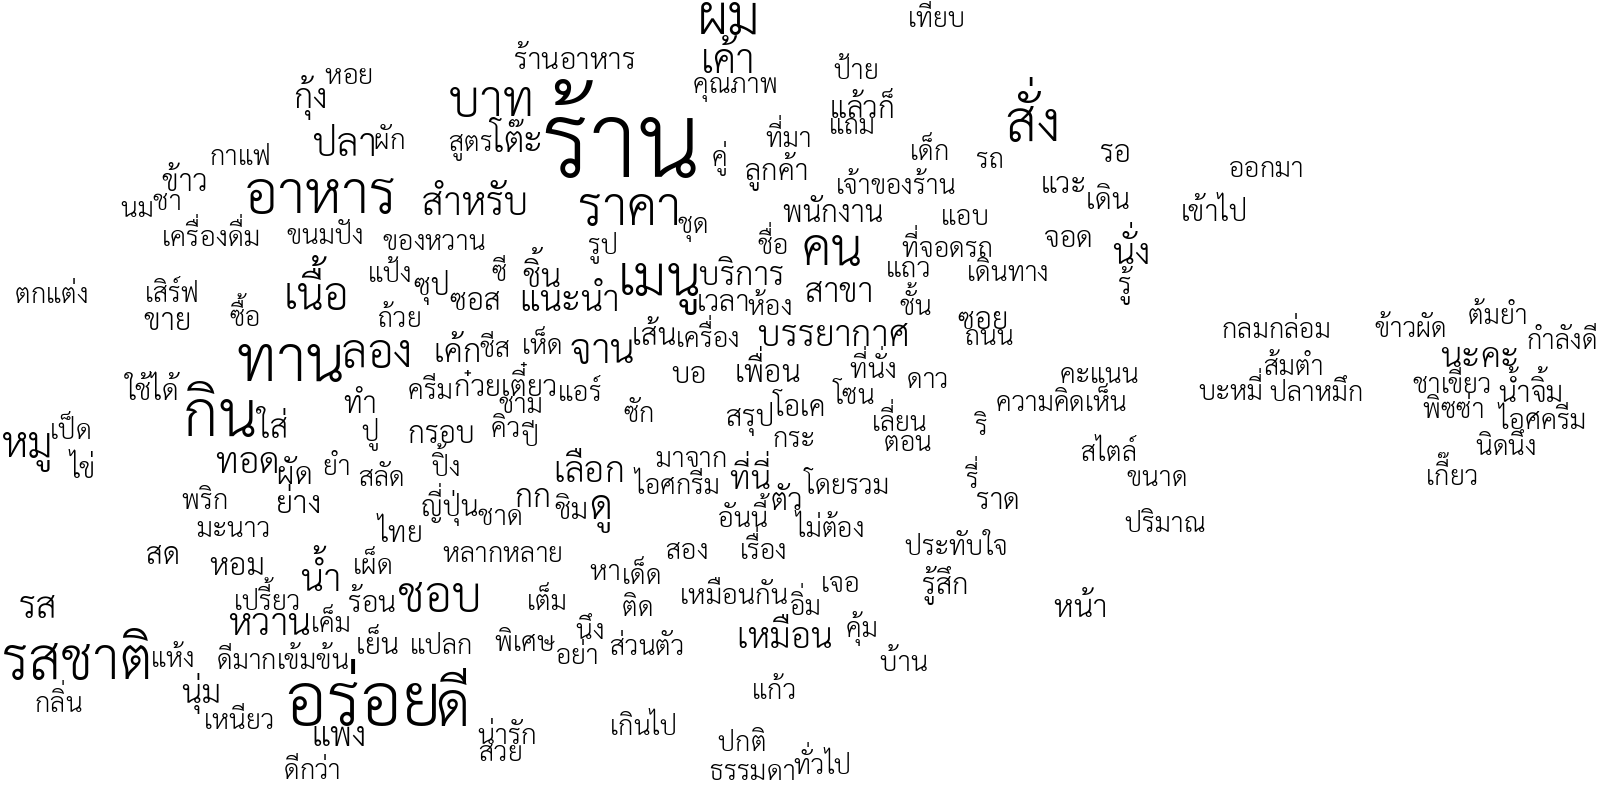 ผม
เทียบ
เค้า
ร้านอาหาร
หอย
คุณภาพ
ป้าย
กุ้ง
บาท
ร้าน
แล้วก็
สั่ง
แถม
ปลา
ผัก
สูตร
โต๊ะ
ที่มา
คู่
เด็ก
รถ
รอ
กาแฟ
ลูกค้า
ออกมา
ข้าว
อาหาร
สำหรับ
เจ้าของร้าน
แวะ
เดิน
นม
ชา
ราคา
ชุด
พนักงาน
แอบ
เข้าไป
เครื่องดื่ม
ขนมปัง
ของหวาน
รูป
ชื่อ
คน
ที่จอดรถ
จอด
นั่ง
แป้ง
ซุป
ซี
ชิ้น
เมนู
บริการ
แถว
เดินทาง
รู้
ตกแต่ง
เสิร์ฟ
เนื้อ
ซอส
แนะนำ
เวลา
ห้อง
สาขา
ชั้น
ขาย
ซื้อ
ถ้วย
ซอย
ต้มยำ
ทาน
ลอง
เค้ก
ชีส
เห็ด
จาน
เส้น
เครื่อง
บรรยากาศ
ถนน
กลมกล่อม
ข้าวผัด
กำลังดี
นะคะ
ส้มตำ
ใช้ได้
ครีม
ก๋วยเตี๋ยว
แอร์
บอ
เพื่อน
ที่นั่ง
ดาว
คะแนน
บะหมี่
ปลาหมึก
ชาเขียว
น้ำจิ้ม
กิน
ใส่
ทำ
ชาม
ซัก
สรุป
โอเค
โซน
ความคิดเห็น
พิซซ่า
ไอศครีม
หมู
เป็ด
ปู
กรอบ
คิว
ปี
กระ
เลี่ยน
ตอน
ริ
นิดนึง
ไข่
ทอด
ผัด
ยำ
สลัด
ปิ้ง
เลือก
มาจาก
ที่นี่
สไตล์
ไอศกรีม
โดยรวม
รี่
ขนาด
เกี๊ยว
พริก
ย่าง
ญี่ปุ่น
ชาด
กก
ชิม
ดู
ตัว
ราด
มะนาว
ไทย
อันนี้
ไม่ต้อง
ปริมาณ
สด
หอม
น้ำ
เผ็ด
หลากหลาย
สอง
เรื่อง
ประทับใจ
หา
เด็ด
เจอ
รู้สึก
รส
เปรี้ยว
ร้อน
ชอบ
เต็ม
ติด
เหมือนกัน
อิ่ม
หน้า
หวาน
เค็ม
นึง
เหมือน
คุ้ม
รสชาติ
แห้ง
ดีมาก
เข้มข้น
เย็น
แปลก
พิเศษ
อย่า
ส่วนตัว
บ้าน
กลิ่น
นุ่ม
อร่อย
ดี
แก้ว
เหนียว
แพง
น่ารัก
เกินไป
สวย
ปกติ
ดีกว่า
ธรรมดา
ทั่วไป